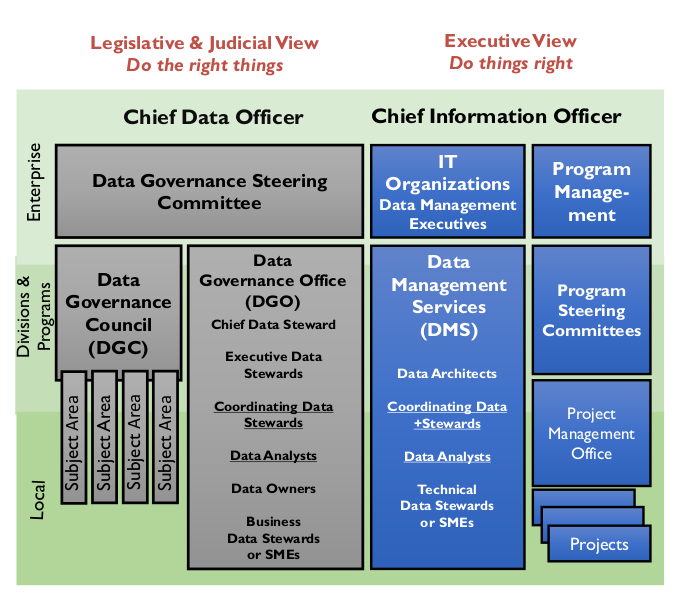 Legislative & Judicial View
Do the right things
Executive View
Do things right
Chief Data Officer
Chief Information Officer
Enterprise
Data Governance Steering
Committee
IT
Organizations
Data Management
Executives
Program
Manage-
ment
Divisions &
Programs
Data
Governance
Council
(DGC)
Subject Area
Subject Area
Subject Area
Subject Area
Data
Governance Office
(DGO)
Chief Data Steward
Executive Data
Stewards
Coordinating Data
Stewards
Data Analysts
Data Owners
Business
Data Stewards
or SMEs
Data
Management
Services
(DMS)
Data Architects
Coordinating Data
+Stewards
Data Analysts
Technical
Data Stewards
or SMEs
Program
Steering
Committees
Project
Management
Office
Projects
Local